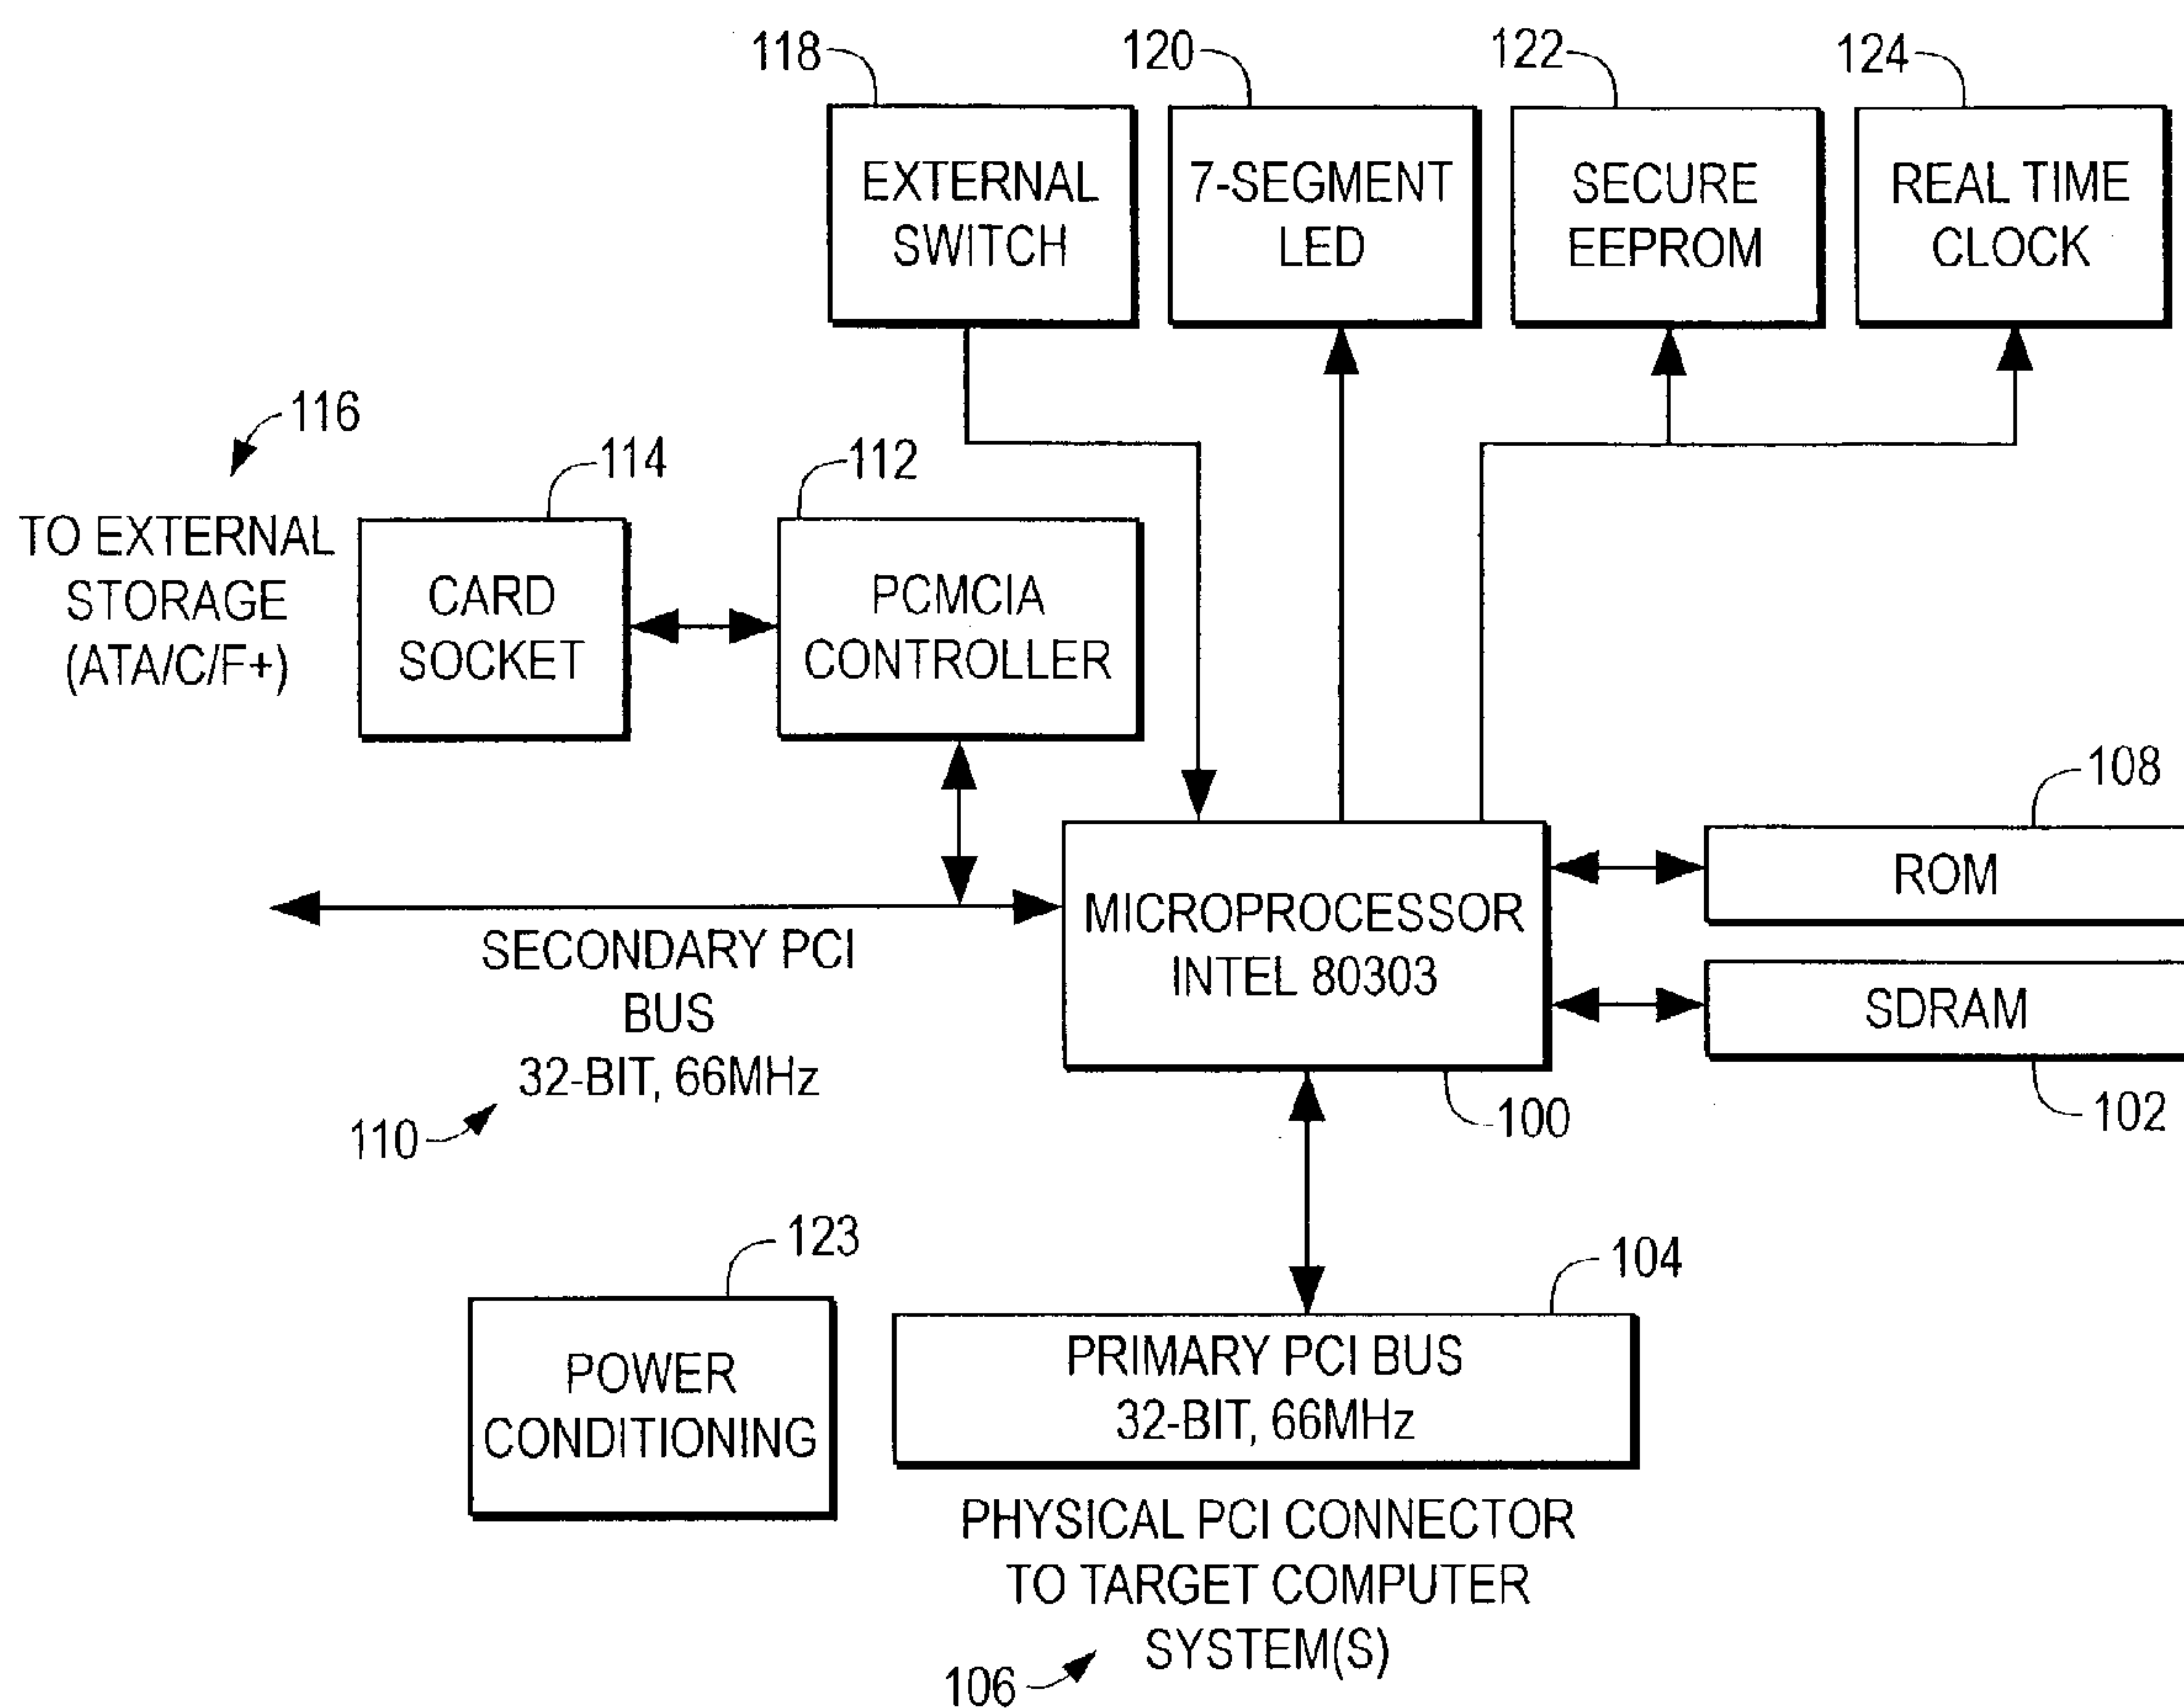 118
120
122
124
EXTERNAL
SWITCH
7-SEGMENT
LED
SECURE
EEPROM
REAL TIME
CLOCK
116
114
112
TO EXTERNAL
STORAGE
(ATA/C/F+)
CARD
SOCKET
PCMCIA
CONTROLLER
108
ROM
MICROPROCESSOR
INTEL 80303
SECONDARY PCI
BUS
32-BIT, 66MHz
SDRAM
110
100
102
123
104
POWER
CONDITIONING
PRIMARY PCI BUS
32-BIT, 66MHz
PHYSICAL PCI CONNECTOR
TO TARGET COMPUTER
SYSTEM(S)
106